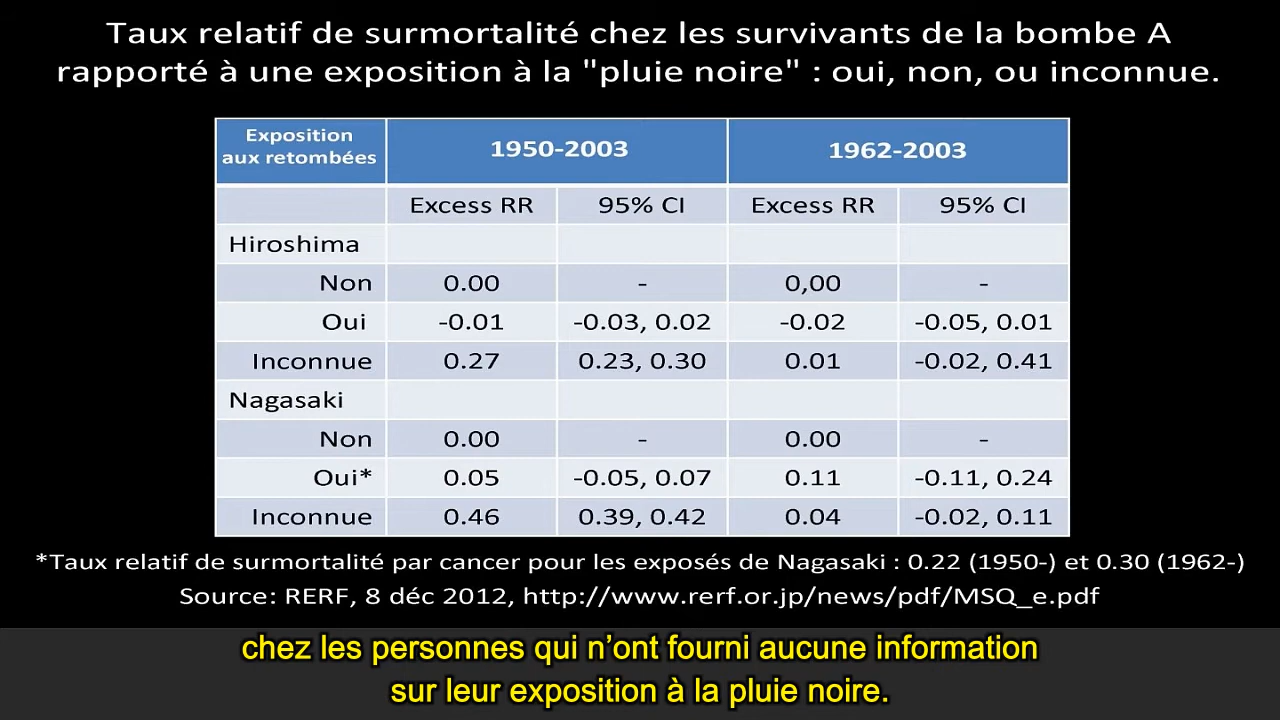 Taux relatif de surmortalité chez les survivants de la bombe A
rapporté à une exposition à la "pluie noire" : oui, non, ou inconnue.
Exposition
aux retombées 1950-2003 1962-2003
Excess RR 95% CI Excess RR 95% CI
Hiroshima
Non 0.00 - 0,00 -
Oui -0.01 -0.03, 0.02 -0.02 -0.05, 0.01
Inconnue 0.27 0.23, 0.30 0.01 -0.02, 0.41
Nagasaki
Non 0.00 - 0.00 -
Oui* 0.05 -0.05, 0.07 0.11 -0.11, 0.24
Inconnue 0.46 0.39, 0.42 0.04 -0.02, 0.11
*Taux relatif de surmortalité par cancer pour les exposés de Nagasaki : 0.22 (1950-) et 0.30 (1962-)
Source: RERF, 8 déc 2012, http://www.rerf.or.jp/news/pdf/MSQ_e.pdf
chez les personnes qui n’ont fourni aucune information
sur leur exposition à la pluie noire.